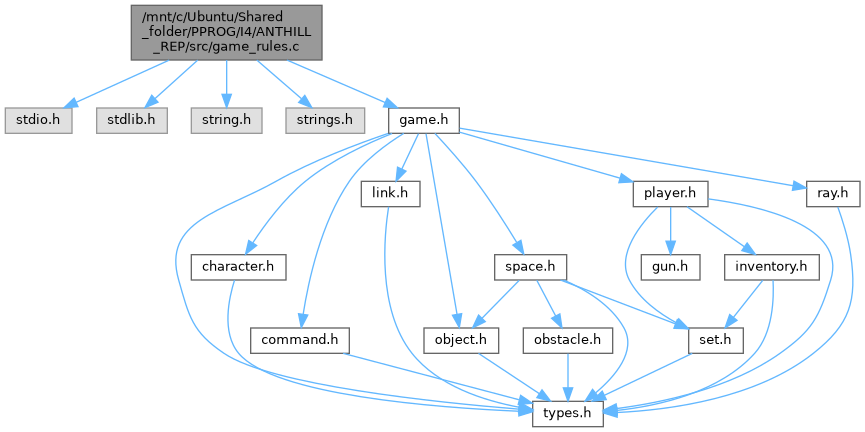 /mnt/c/Ubuntu/Shared
_folder/PPROG/I4/ANTHILL
_REP/src/game_rules.c
stdio.h
stdlib.h
string.h
strings.h
game.h
link.h
player.h
ray.h
character.h
space.h
gun.h
inventory.h
command.h
object.h
obstacle.h
set.h
types.h